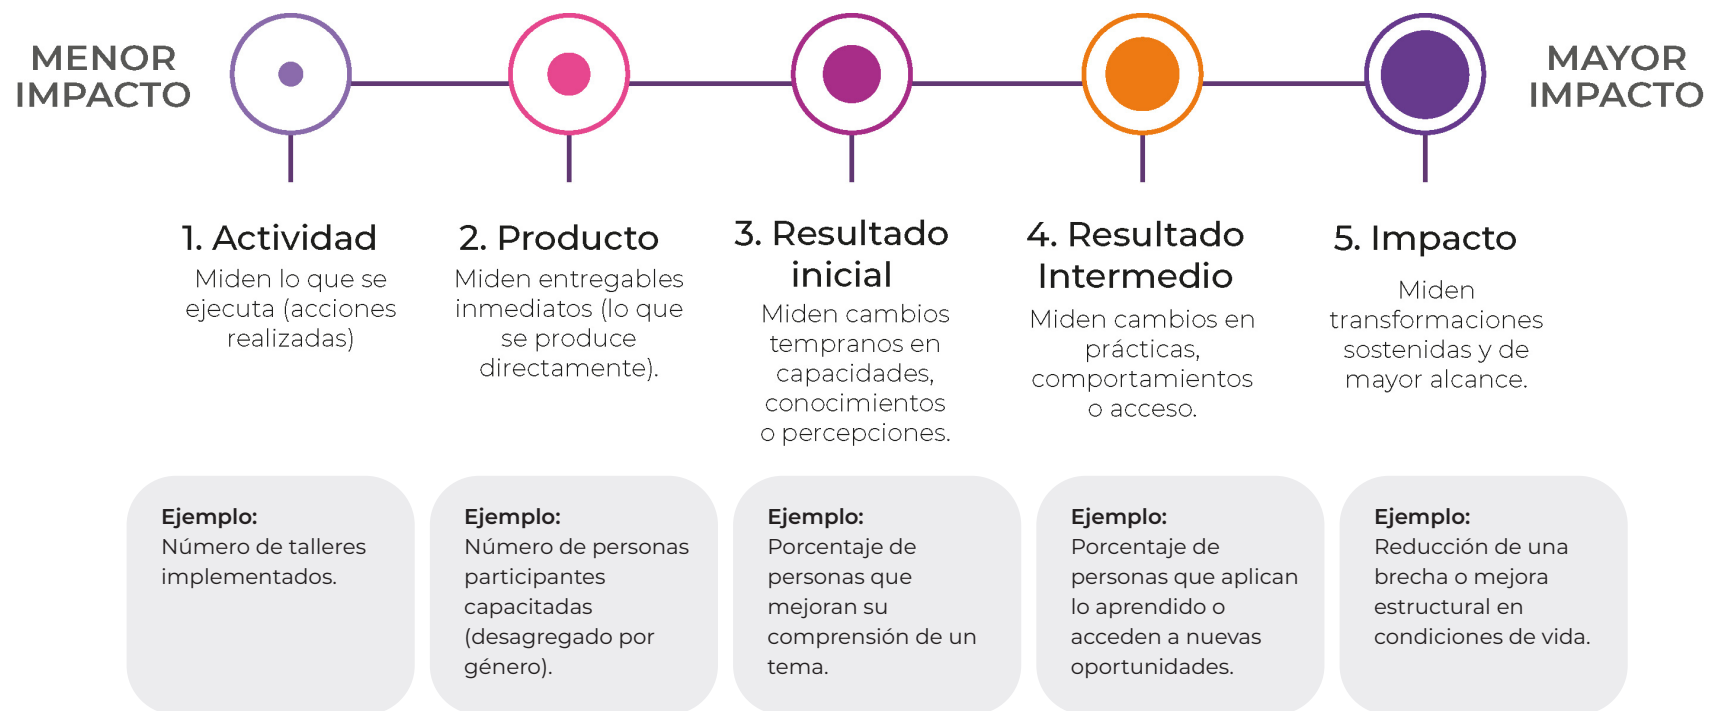 MENOR
IMPACTO
MAYOR
IMPACTO
1. Actividad
Miden lo que se
ejecuta (acciones
realizadas)
2. Producto
Miden entregables
inmediatos (lo que
se produce
directamente).
3. Resultado
inicial
Miden cambios
tempranos en
capacidades,
conocimientos
o percepciones.
4. Resultado
Intermedio
Miden cambios en
prácticas,
comportamientos
o acceso.
5. Impacto
Miden
transformaciones
sostenidas y de
mayor alcance.
Ejemplo:
Número de talleres
implementados.
Ejemplo:
Número de personas
participantes
capacitadas
(desagregado por
género).
Ejemplo:
Porcentaje de
personas que
mejoran su
comprensión de un
tema.
Ejemplo:
Porcentaje de
personas que aplican
lo aprendido o
acceden a nuevas
oportunidades.
Ejemplo:
Reducción de una
brecha o mejora
estructural en
condiciones de vida.